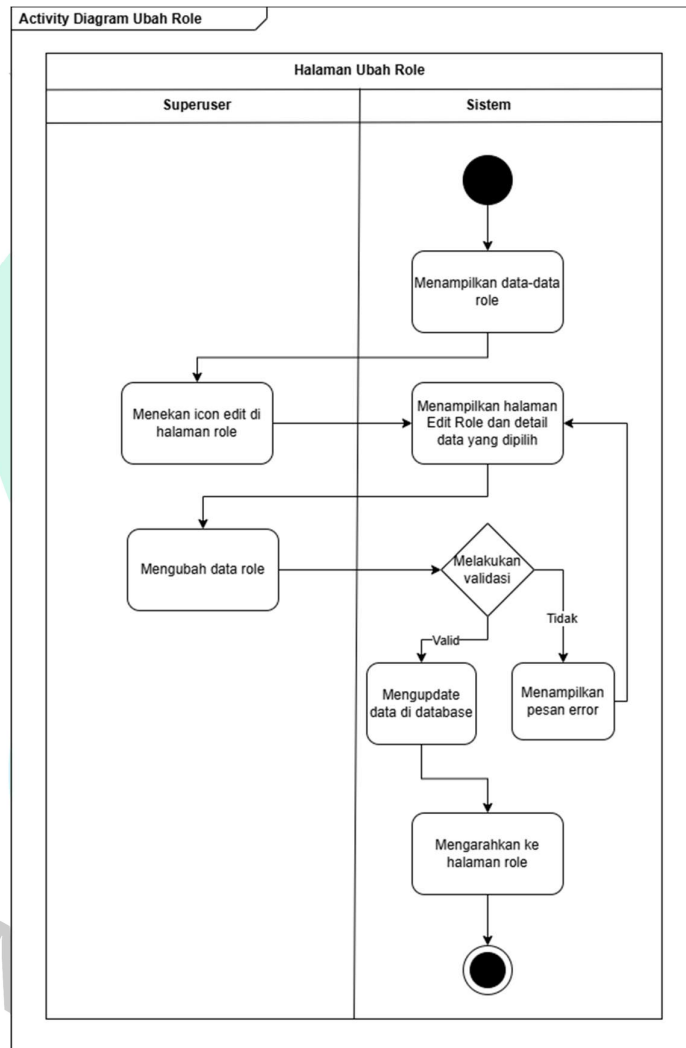 Activity Diagram Ubah Role
Halaman Ubah Role
Superuser
Sistem
Menampilkan data-data
role
Menekan icon edit di
halaman role
Menampilkan halaman
Edit Role dan detail
data yang dipilih
Mengubah data role
Melakukan
validasi
Valid
Tidak
Mengupdate
data di database
Menampilkan
pesan error
Mengarahkan ke
halaman role